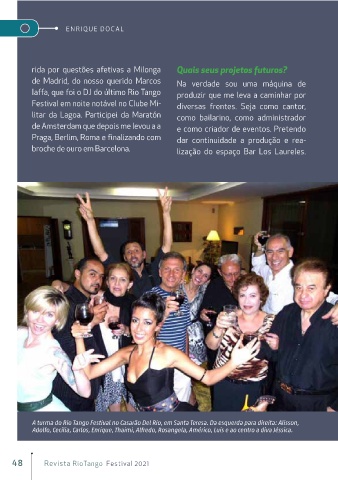 ENRIQUE DOCAL
rida por questões afetivas a Milonga
de Madrid, do nosso querido Marcos
Iaffa, que foi o DJ do último Rio Tango
Festival em noite notável no Clube Mi-
litar da Lagoa. Participei da Maratón
de Amsterdam que depois me levou a a
Praga, Berlim, Roma e finalizando com
broche de ouro em Barcelona.
Quais seus projetos futuros?
Na verdade sou uma máquina de
produzir que me leva a caminhar por
diversas frentes. Seja como cantor,
como bailarino, como administrador
e como criador de eventos. Pretendo
dar continuidade a produção e rea-
lização do espaço Bar Los Laureles.
A turma do Rio Tango Festival no Casarão Del Rio, em Santa Teresa. Da esquerda para direita: Alisson,
Adolfo, Cecília, Carlos, Enrique, Thaimi, Alfredo, Rosangela, Américo, Luis e ao centro a diva Jéssica.
48 Revista RioTango Festival 2021